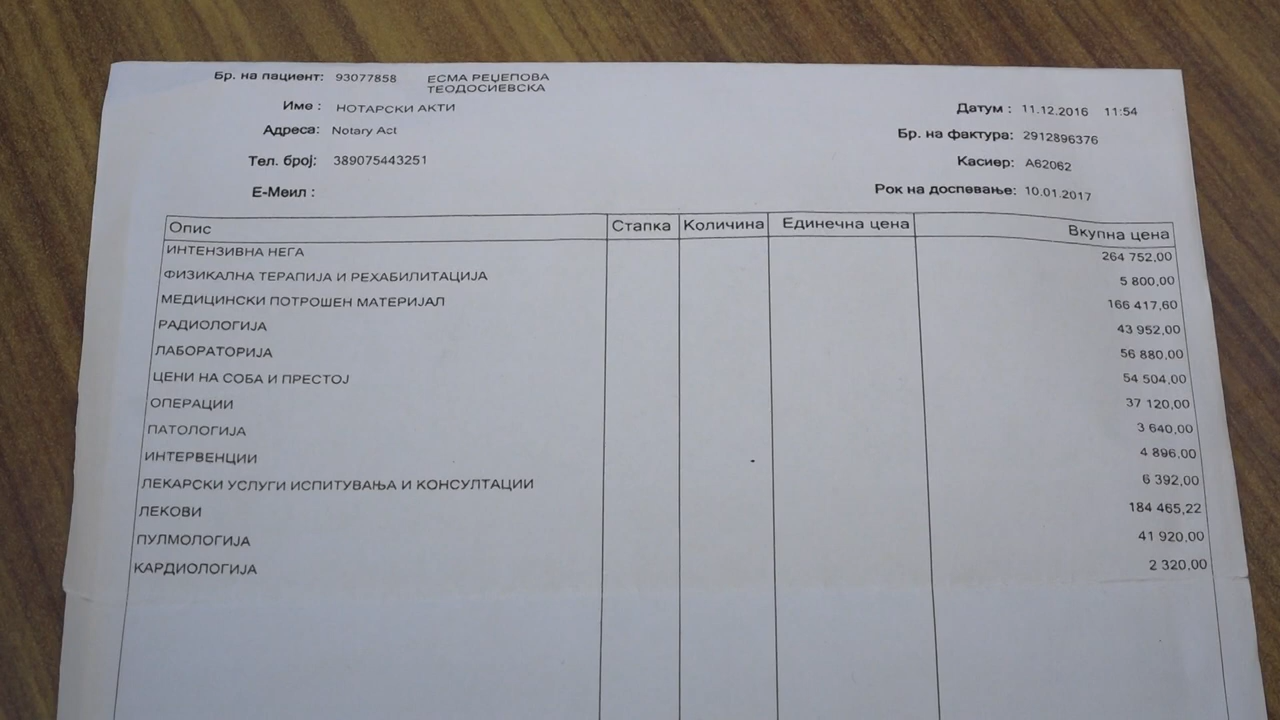 Бр. на пациент: 93077858 ЕСМА РЕЏЕПОВА
ТЕОДОСИЕВСКА
Име : НОТАРСКИ АКТИ
Адреса: Notary Act
Тел. број: 389075443251
Е-Меил :
Датум : 11.12.2016 11:54
Бр. на фактура: 2912896376
Касиер: A62062
Рок на доспевање: 10.01.2017
Опис Стапка Количина Единечна цена Вкупна цена
ИНТЕНЗИВНА НЕГА 264 752,00
ФИЗИКАЛНА ТЕРАПИЈА И РЕХАБИЛИТАЦИЈА 5 800,00
МЕДИЦИНСКИ ПОТРОШЕН МАТЕРИЈАЛ 166 417,60
РАДИОЛОГИЈА 43 952,00
ЛАБОРАТОРИЈА 56 880,00
ЦЕНИ НА СОБА И ПРЕСТОЈ 54 504,00
ОПЕРАЦИИ 37 120,00
ПАТОЛОГИЈА 3 640,00
ИНТЕРВЕНЦИИ 4 896,00
ЛЕКАРСКИ УСЛУГИ ИСПИТУВАЊА И КОНСУЛТАЦИИ 6 392,00
ЛЕКОВИ 184 465,22
ПУЛМОЛОГИЈА 41 920,00
КАРДИОЛОГИЈА 2 320,00